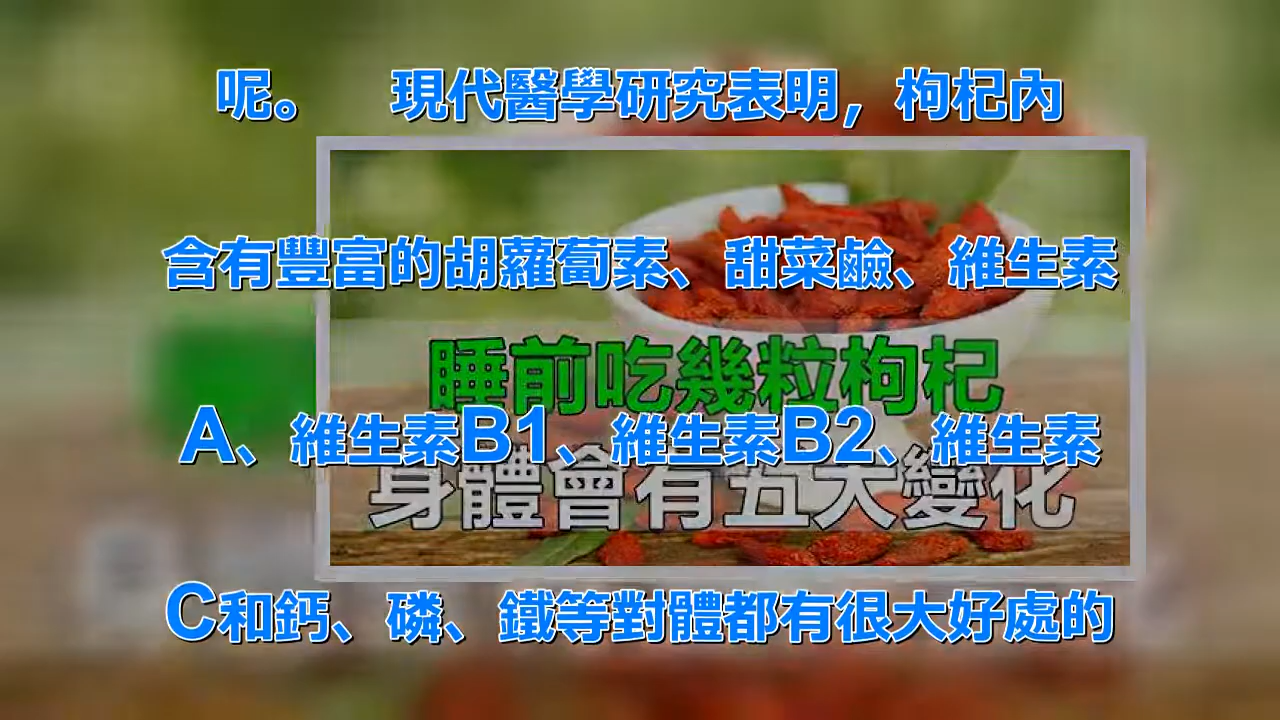 呢。 現代醫學研究表明，枸杞內
含有豐富的胡蘿蔔素、甜菜鹼、維生素
睡前吃幾粒枸杞
A、維生素B1、維生素B2、維生素
身體會有五大變化
C和鈣、磷、鐵等對體都有很大好處的